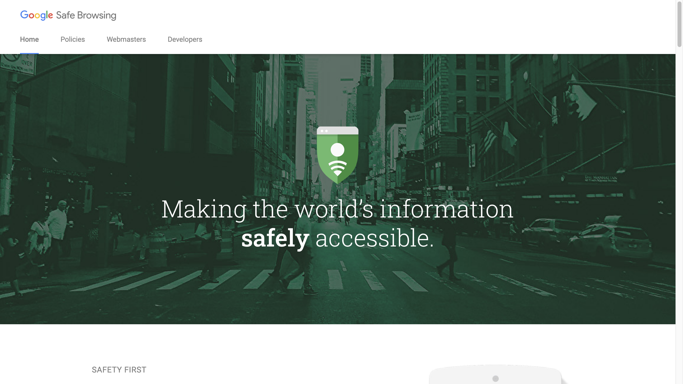 Google Safe Browsing
Home Policies Webmasters Developers
Making the world's information
safely accessible.
SAFETY FIRST